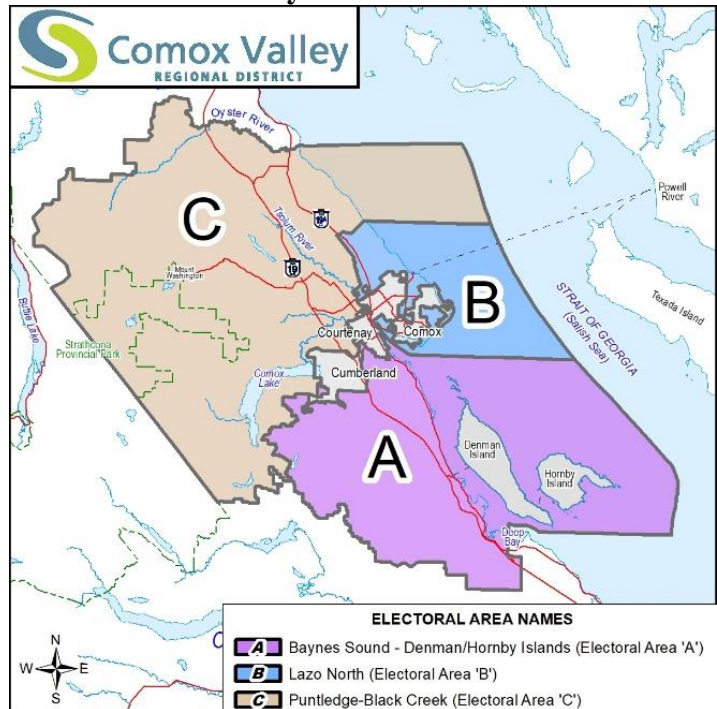 Comox Valley
REGIONAL DISTRICT
Oyster River
C
Tsolum River
19A
19
Mount
Washington
Powell
River
B
STRAIT OF GEORGIA
(Salish Sea)
Texada Island
Buttle Lake
Strathcona
Provincial Park
Courtenay
Comox
Cumberland
Comox
Lake
A
Denman
Island
Hornby
Island
Deep
Bay
ELECTORAL AREA NAMES
A Baynes Sound - Denman/Hornby Islands (Electoral Area 'A')
B Lazo North (Electoral Area 'B')
C Puntledge-Black Creek (Electoral Area 'C')
N
W E
S